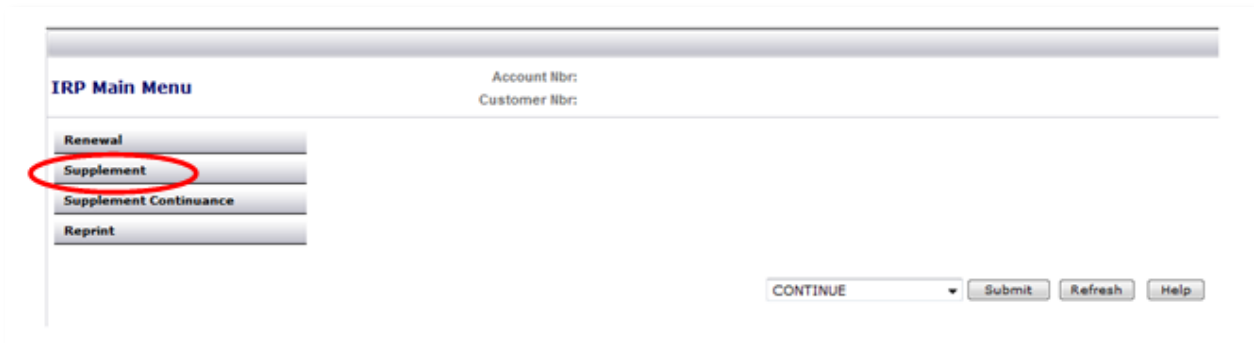 Account Nbr:
IRP Main Menu
Customer Nbr:
Renewal
Supplement
Supplement Continuance
Reprint
CONTINUE Submit Refresh Help